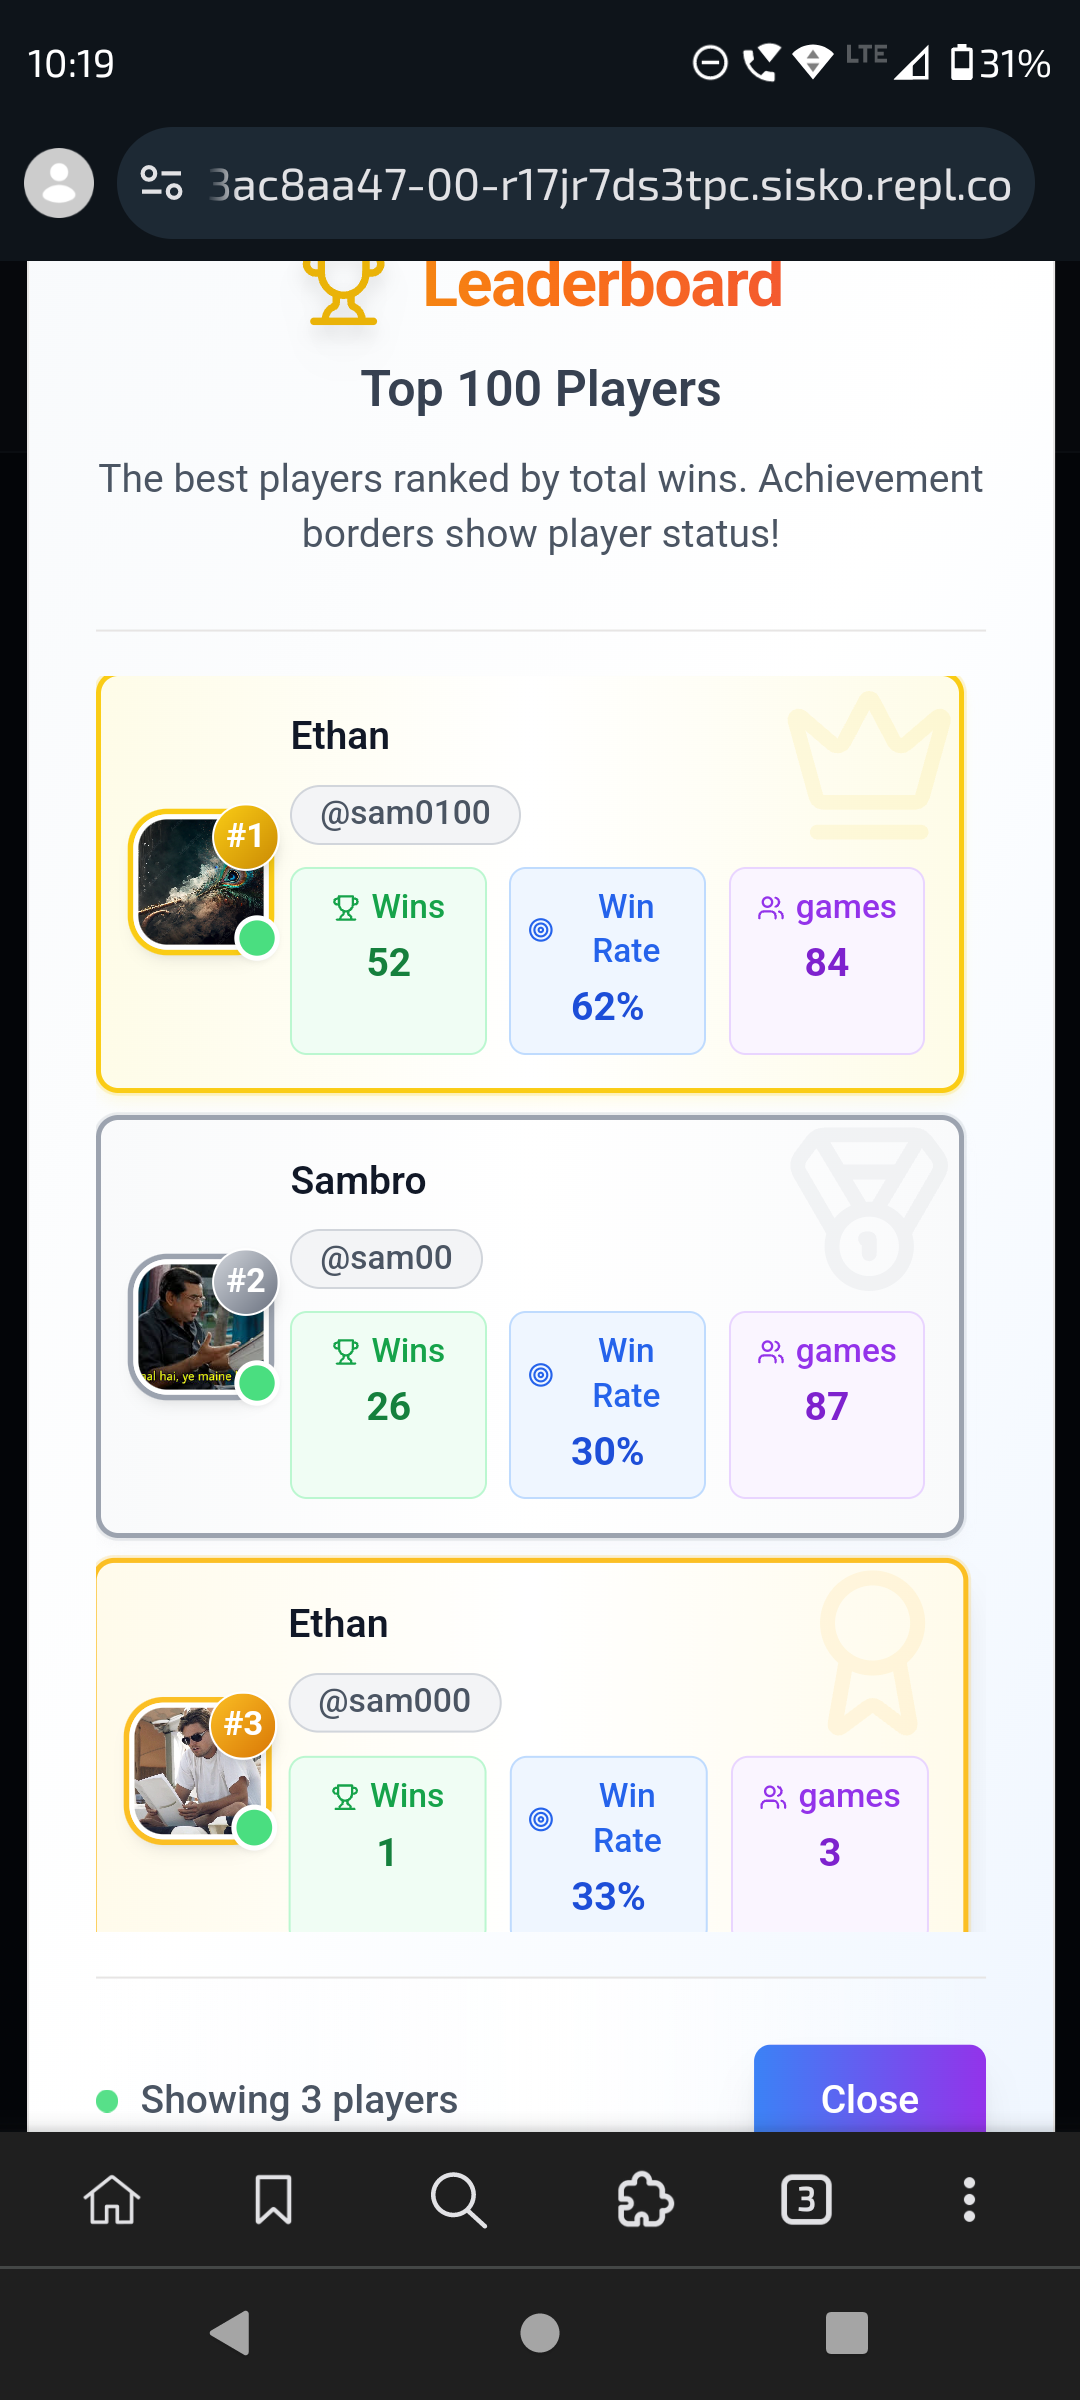 10:19
LTE
31%
3ac8aa47-00-r17jr7ds3tpc.sisko.repl.co
Leaderboard
Top 100 Players
The best players ranked by total wins. Achievement
borders show player status!
Ethan
@sam0100
#1
Wins
52
Win
Rate
62%
games
84
Sambro
@sam00
#2
hai, ye maine
Wins
26
Win
Rate
30%
games
87
Ethan
@sam000
#3
Wins
1
Win
Rate
33%
games
3
Showing 3 players
Close
3